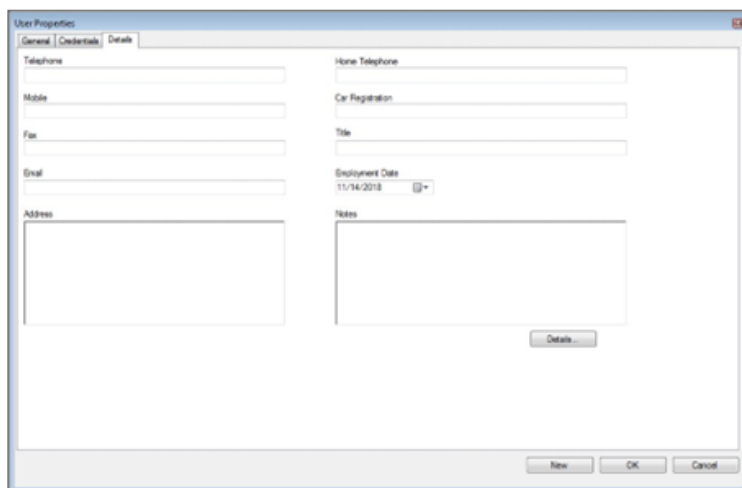 User Properties
General Credentials Details
Telephone
Home Telephone
Mobile
Car Registration
Fax
Title
Email
Employment Date
11/14/2018
Address
Notes
Details...
New OK Cancel